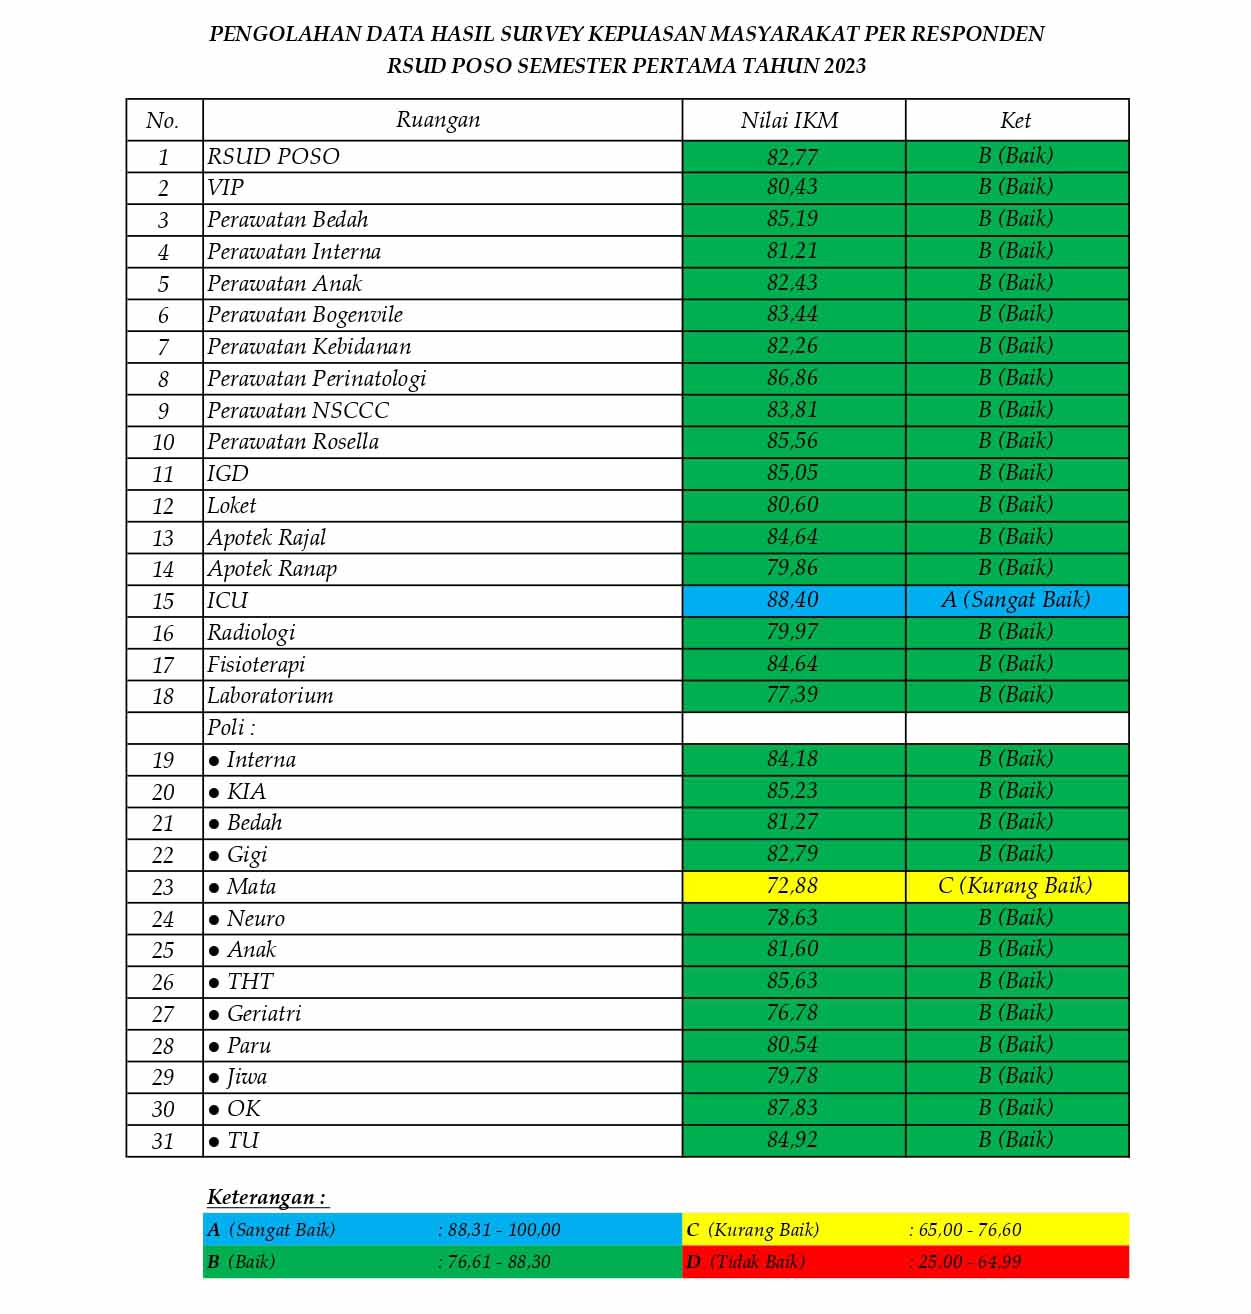 PENGOLAHAN DATA HASIL SURVEY KEPUASAN MASYARAKAT PER RESPONDEN
RSUD POSO SEMESTER PERTAMA TAHUN 2023
No. Ruangan Nilai IKM Ket
1 RSUD POSO 82,77 B (Baik)
2 VIP 80,43 B (Baik)
3 Perawatan Bedah 85,19 B (Baik)
4 Perawatan Interna 81,21 B (Baik)
5 Perawatan Anak 82,43 B (Baik)
6 Perawatan Bogenvile 83,44 B (Baik)
7 Perawatan Kebidanan 82,26 B (Baik)
8 Perawatan Perinatologi 86,86 B (Baik)
9 Perawatan NSCCC 83,81 B (Baik)
10 Perawatan Rosella 85,56 B (Baik)
11 IGD 85,05 B (Baik)
12 Loket 80,60 B (Baik)
13 Apotek Rajal 84,64 B (Baik)
14 Apotek Ranap 79,86 B (Baik)
15 ICU 88,40 A (Sangat Baik)
16 Radiologi 79,97 B (Baik)
17 Fisioterapi 84,64 B (Baik)
18 Laboratorium 77,39 B (Baik)
Poli :
19 ● Interna 84,18 B (Baik)
20 ● KIA 85,23 B (Baik)
21 ● Bedah 81,27 B (Baik)
22 ● Gigi 82,79 B (Baik)
23 ● Mata 72,88 C (Kurang Baik)
24 ● Neuro 78,63 B (Baik)
25 ● Anak 81,60 B (Baik)
26 ● THT 85,63 B (Baik)
27 ● Geriatri 76,78 B (Baik)
28 ● Paru 80,54 B (Baik)
29 ● Jiwa 79,78 B (Baik)
30 ● OK 87,83 B (Baik)
31 ● TU 84,92 B (Baik)
Keterangan :
A (Sangat Baik) : 88,31 - 100,00 C (Kurang Baik) : 65,00 - 76,60
B (Baik) : 76,61 - 88,30 D (Tidak Baik) : 25,00 - 64,99